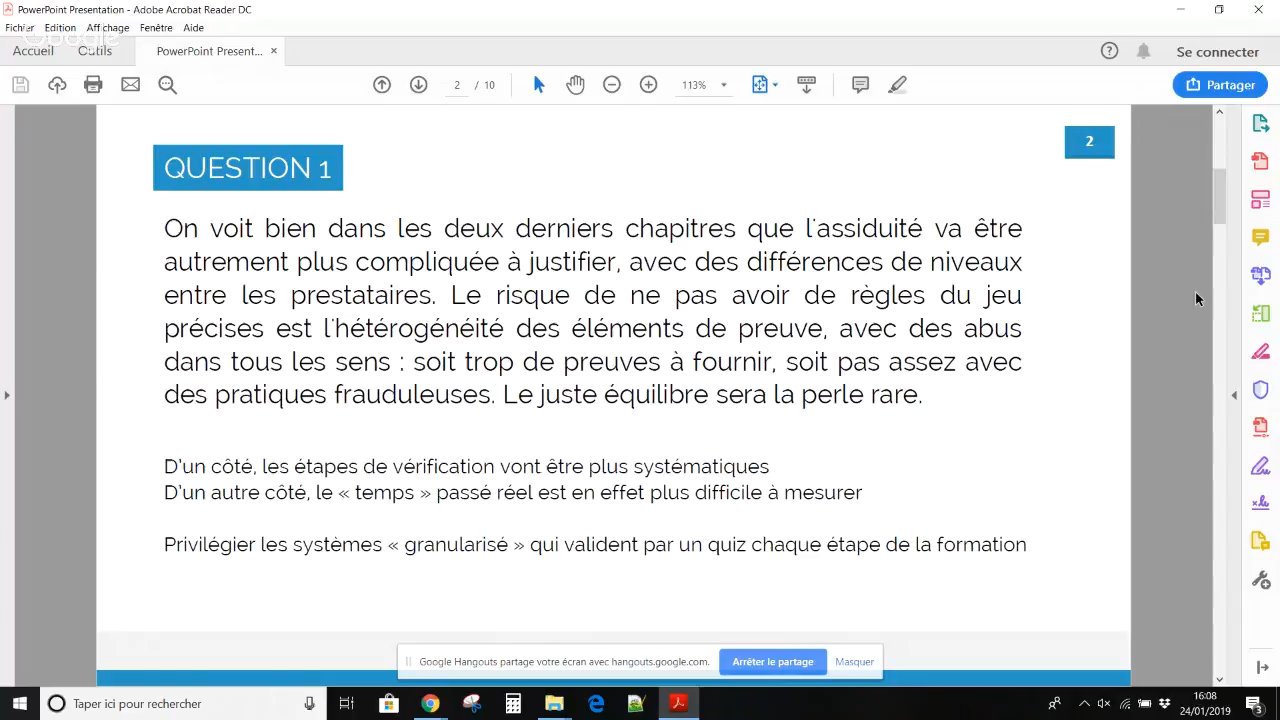 PowerPoint Presentation - Adobe Acrobat Reader DC
Fichier Edition Affichage Fenêtre Aide
Google
Accueil Outils PowerPoint Present... × Se connecter
2 / 10 113% Partager
2
QUESTION 1
On voit bien dans les deux derniers chapitres que l'assiduité va être
autrement plus compliquée à justifier, avec des différences de niveaux
entre les prestataires. Le risque de ne pas avoir de règles du jeu
précises est l'hétérogénéité des éléments de preuve, avec des abus
dans tous les sens : soit trop de preuves à fournir, soit pas assez avec
des pratiques frauduleuses. Le juste équilibre sera la perle rare.
D'un côté, les étapes de vérification vont être plus systématiques
D'un autre côté, le « temps » passé réel est en effet plus difficile à mesurer
Privilégier les systèmes « granularisé » qui valident par un quiz chaque étape de la formation
Google Hangouts partage votre écran avec hangouts.google.com. Arrêter le partage Masquer
Taper ici pour rechercher
16:08
24/01/2019
3